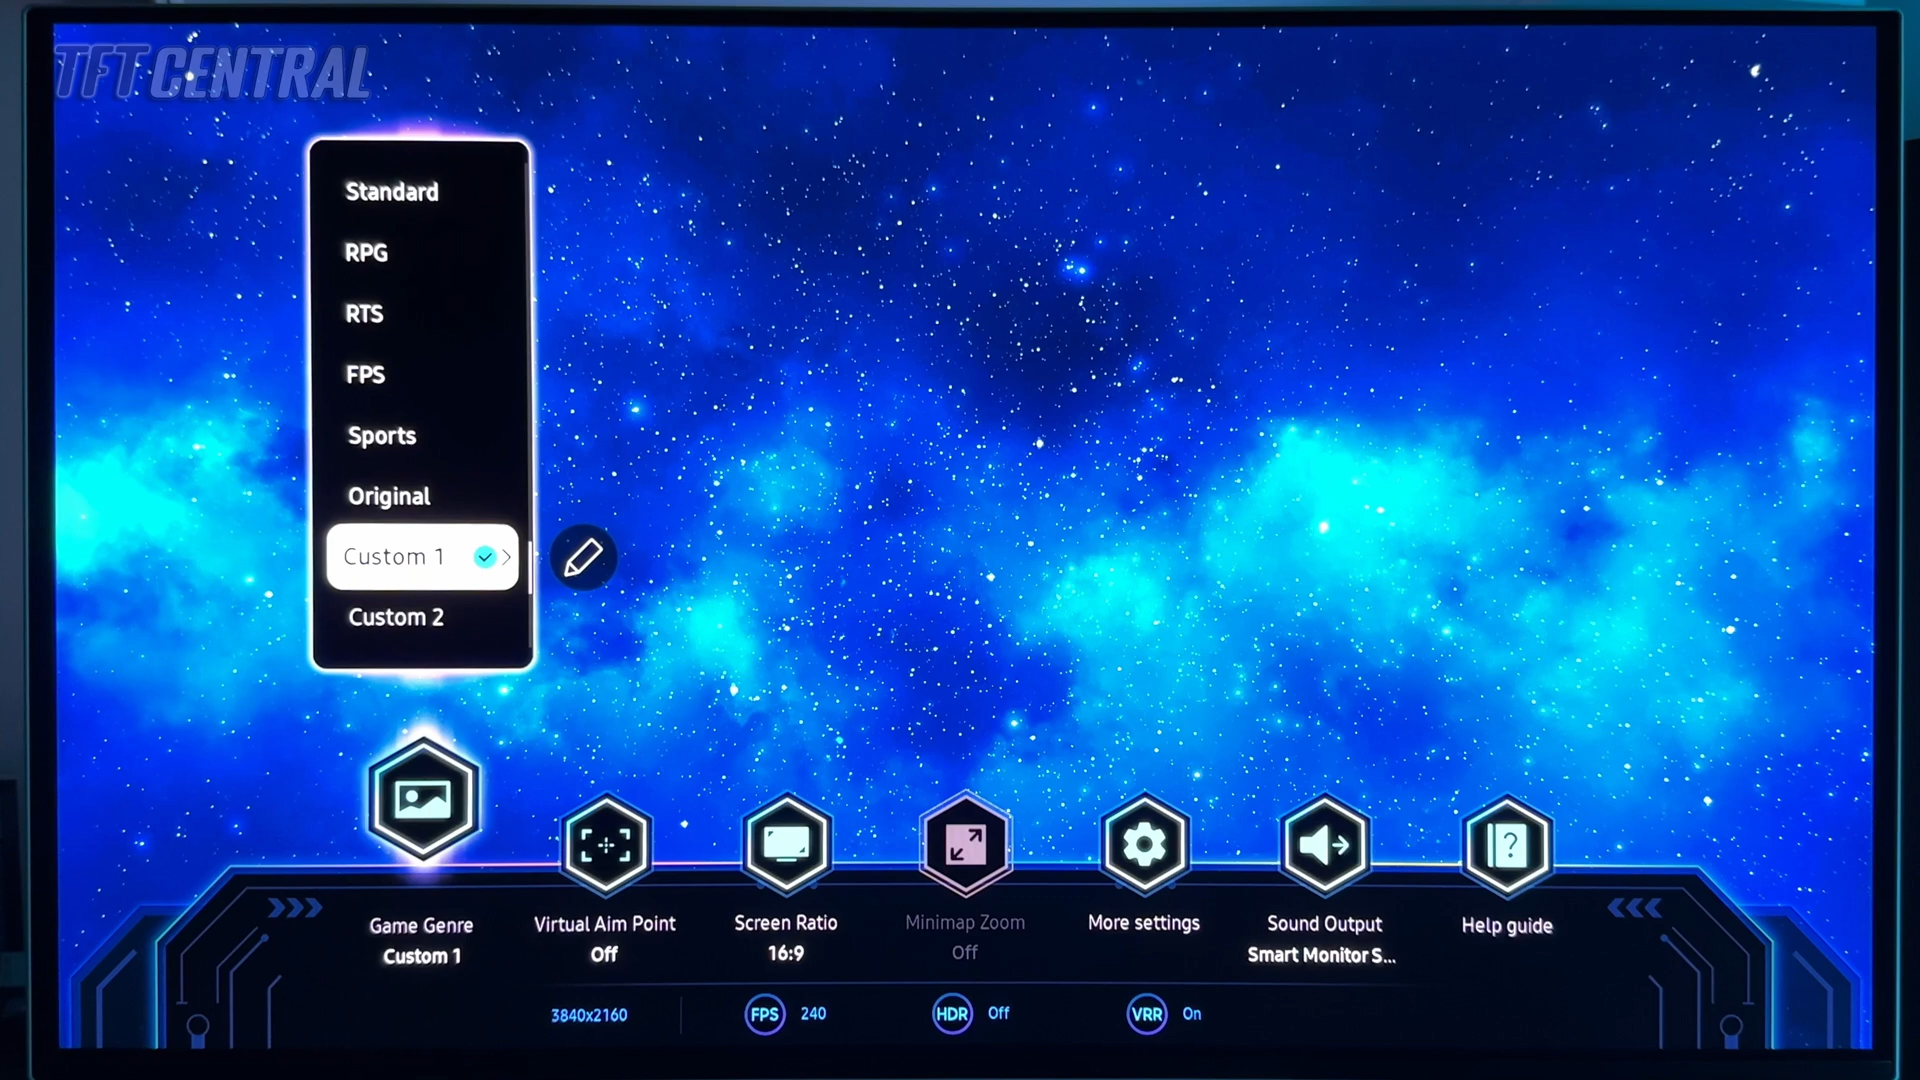 TFTCENTRAL
Standard
RPG
RTS
FPS
Sports
Original
Custom 1
Custom 2
Game Genre
Custom 1
Virtual Aim Point
Off
Screen Ratio
16:9
Minimap Zoom
Off
More settings
Sound Output
Smart Monitor S...
Help guide
3840x2160
FPS 240
HDR Off
VRR On